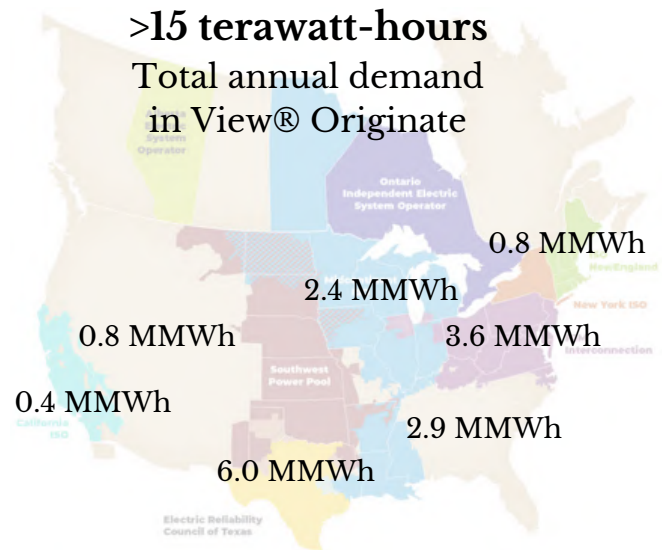 >15 terawatt-hours
Total annual demand
in View® Originate
System
Operator
Ontario
Independent Electric
System Operator
0.8 MMWh
New England
2.4 MMWh
New York ISO
0.8 MMWh
3.6 MMWh
Interconnection
Southwest
Power Pool
0.4 MMWh
California
ISO
2.9 MMWh
6.0 MMWh
Electric Reliability
Council of Texas